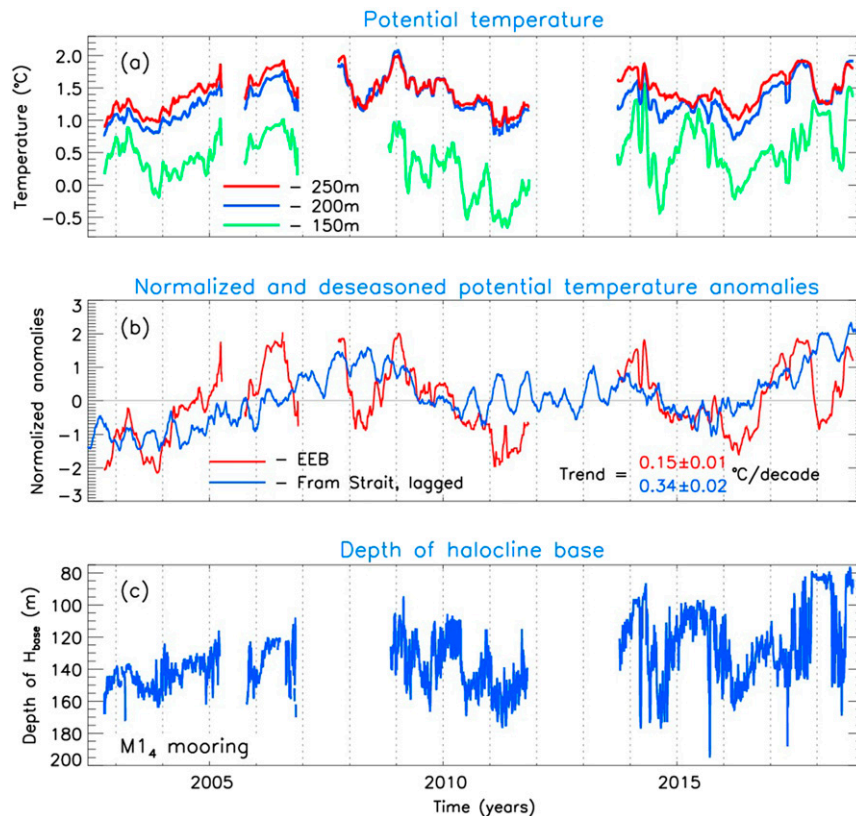 Potential temperature
(a)
Temperature (°C)
2.0
1.5
1.0
0.5
0.0
−0.5
− 250m
− 200m
− 150m
Normalized and deseasoned potential temperature anomalies
(b)
Normalized anomalies
3
2
1
0
−1
−2
−3
− EEB
− Fram Strait, lagged
Trend = 0.15±0.01 °C/decade
0.34±0.02
Depth of halocline base
(c)
Depth of Hbase (m)
80
100
120
140
160
180
200
M1₄ mooring
2005 2010 2015
Time (years)